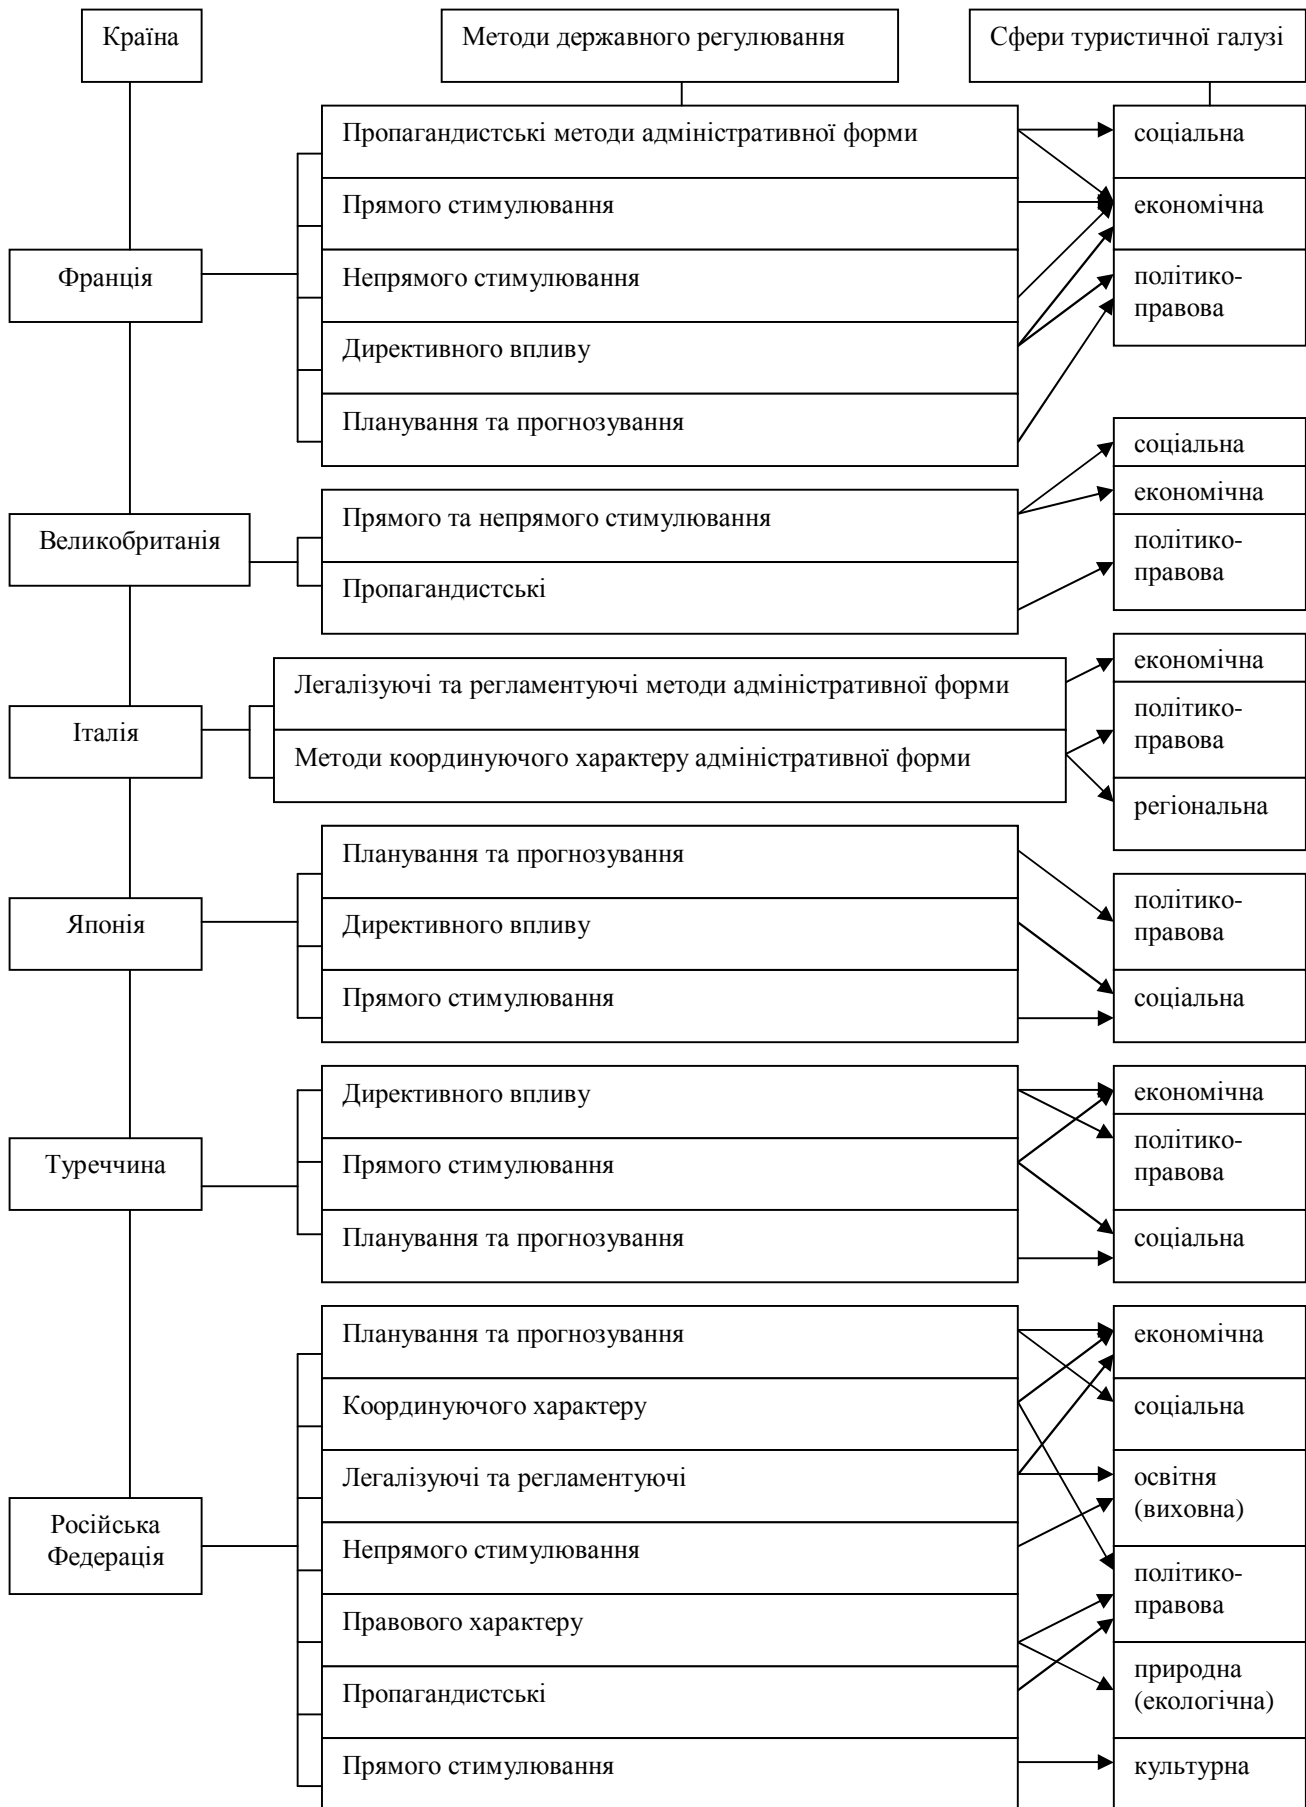 Країна
Методи державного регулювання
Сфери туристичної галузі
Франція
Пропагандистські методи адміністративної форми
Прямого стимулювання
Непрямого стимулювання
Директивного впливу
Планування та прогнозування
соціальна
економічна
політико-
правова
Великобританія
Прямого та непрямого стимулювання
Пропагандистські
соціальна
економічна
політико-
правова
Італія
Легалізуючі та регламентуючі методи адміністративної форми
Методи координуючого характеру адміністративної форми
економічна
політико-
правова
регіональна
Японія
Планування та прогнозування
Директивного впливу
Прямого стимулювання
політико-
правова
соціальна
Туреччина
Директивного впливу
Прямого стимулювання
Планування та прогнозування
економічна
політико-
правова
соціальна
Російська
Федерація
Планування та прогнозування
Координуючого характеру
Легалізуючі та регламентуючі
Непрямого стимулювання
Правового характеру
Пропагандистські
Прямого стимулювання
економічна
соціальна
освітня
(виховна)
політико-
правова
природна
(екологічна)
культурна